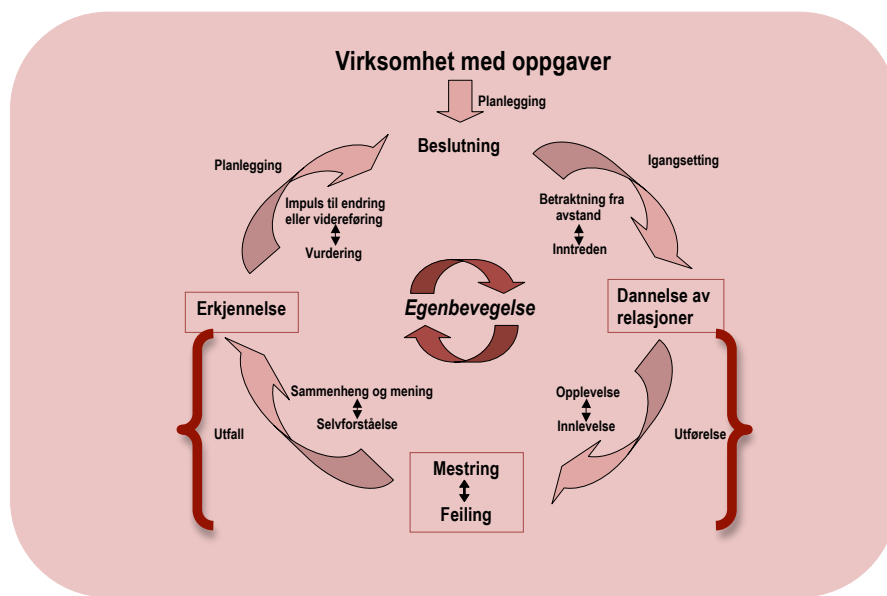 Virksomhet med oppgaver
Planlegging
Beslutning
Planlegging
Igangsetting
Impuls til endring
eller videreføring
Vurdering
Betraktning fra
avstand
Inntreden
Erkjennelse
Egenbevegelse
Dannelse av
relasjoner
Sammenheng og mening
Selvforståelse
Opplevelse
Innlevelse
Utfall
Utførelse
Mestring
Feiling